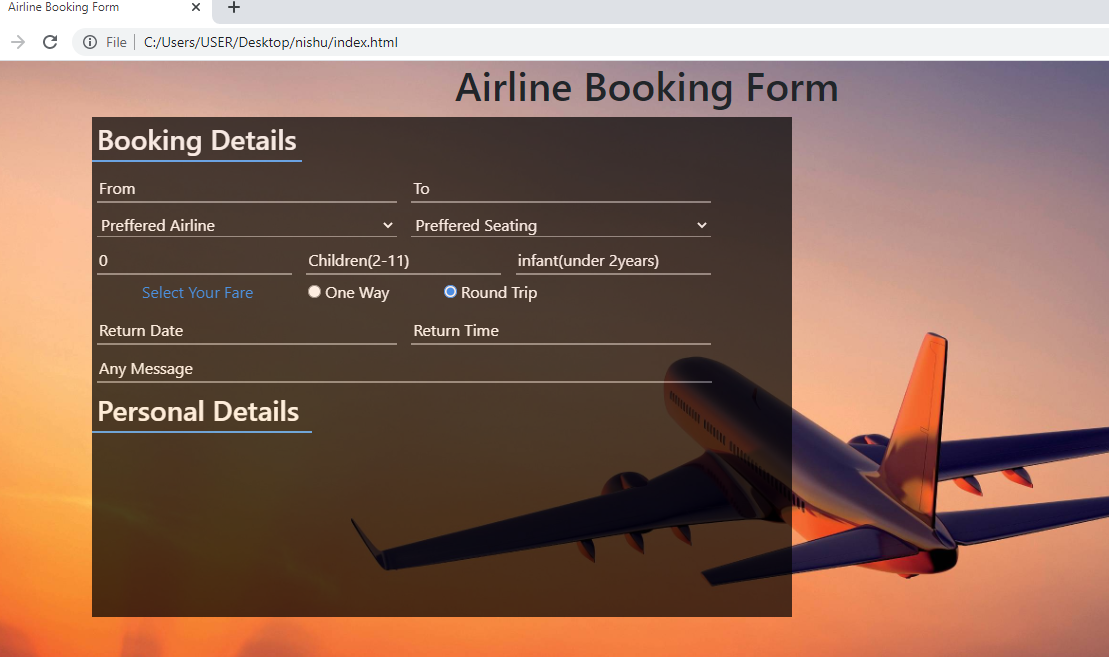 Airline Booking Form
File
C:/Users/USER/Desktop/nishu/index.html
Airline Booking Form
Booking Details
From To
Preffered Airline Preffered Seating
0 Children(2-11) infant(under 2years)
Select Your Fare One Way Round Trip
Return Date Return Time
Any Message
Personal Details